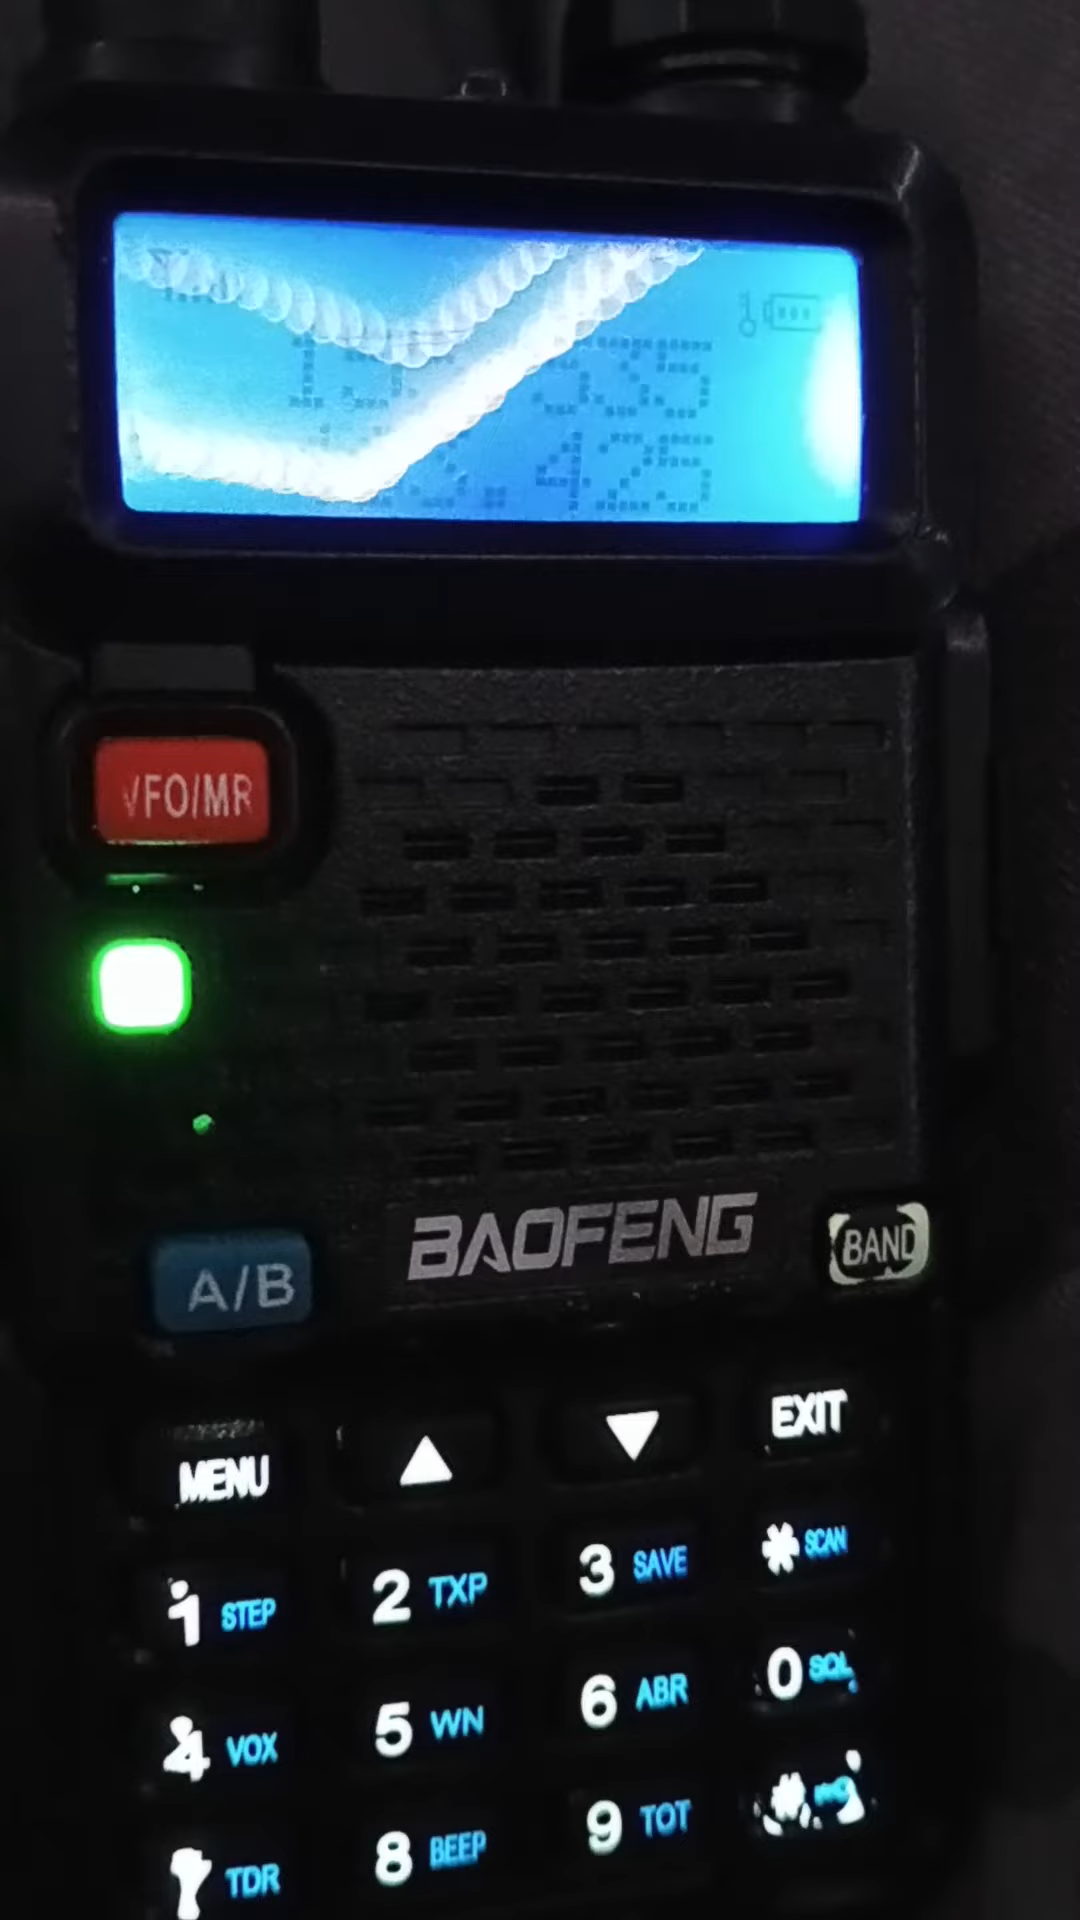 .425
VFO/MR
BAOFENG
BAND
A/B
MENU ▲ ▼ EXIT
1 STEP 2 TXP 3 SAVE * SCAN
4 VOX 5 WN 6 ABR 0 SQL
TDR 8 BEEP 9 TOT #